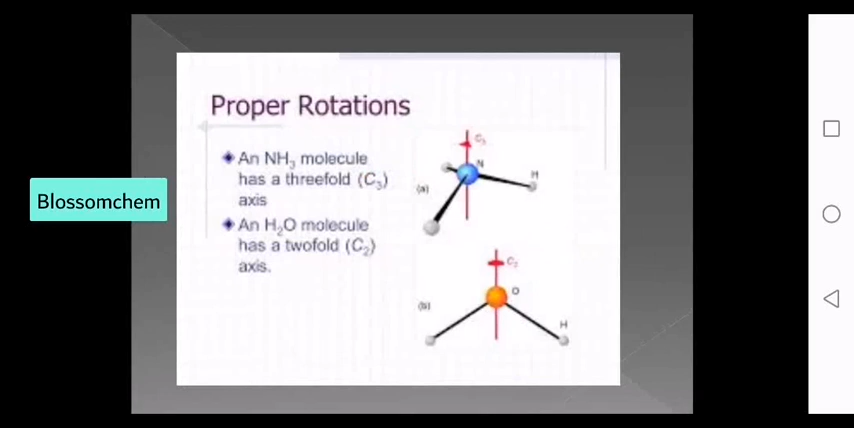 Proper Rotations
◈ An NH₃ molecule
has a threefold (C₃)
axis
◈ An H₂O molecule
has a twofold (C₂)
axis.
Blossomchem
C₃
N
H
(a)
C₂
O
(b)
H